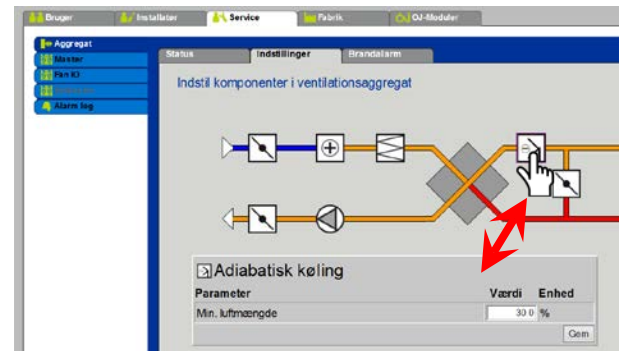 Bruger Installatør Service Fabrik OJ-Moduler
Aggregat
Master
Fan IO
Alarm log
Status Indstillinger Brandalarm
Indstil komponenter i ventilationsaggregat
Adiabatisk køling
Parameter Værdi Enhed
Min. luftmængde 30.0 %
Gem